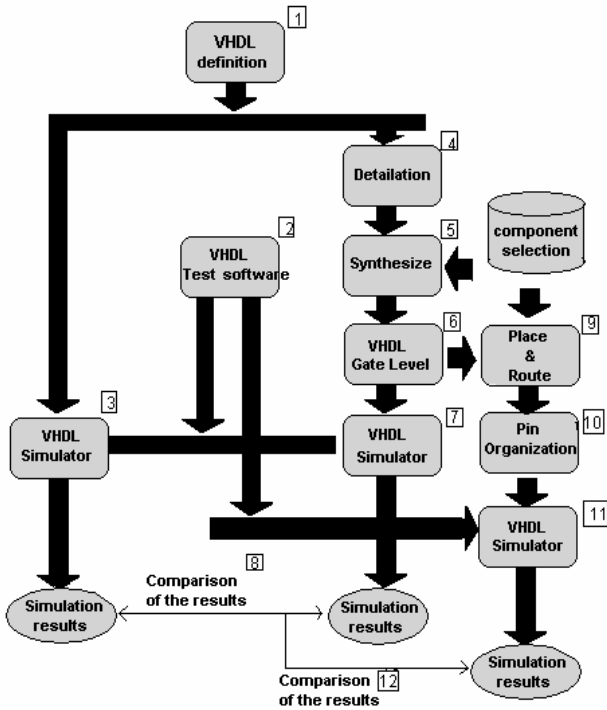 1
VHDL
definition
4
Detailation
2
VHDL
Test software
5
Synthesize
component
selection
6
VHDL
Gate Level
9
Place
&
Route
3
VHDL
Simulator
7
VHDL
Simulator
10
Pin
Organization
11
VHDL
Simulator
8
Comparison
of the results
Simulation
results
Simulation
results
12
Comparison
of the results
Simulation
results